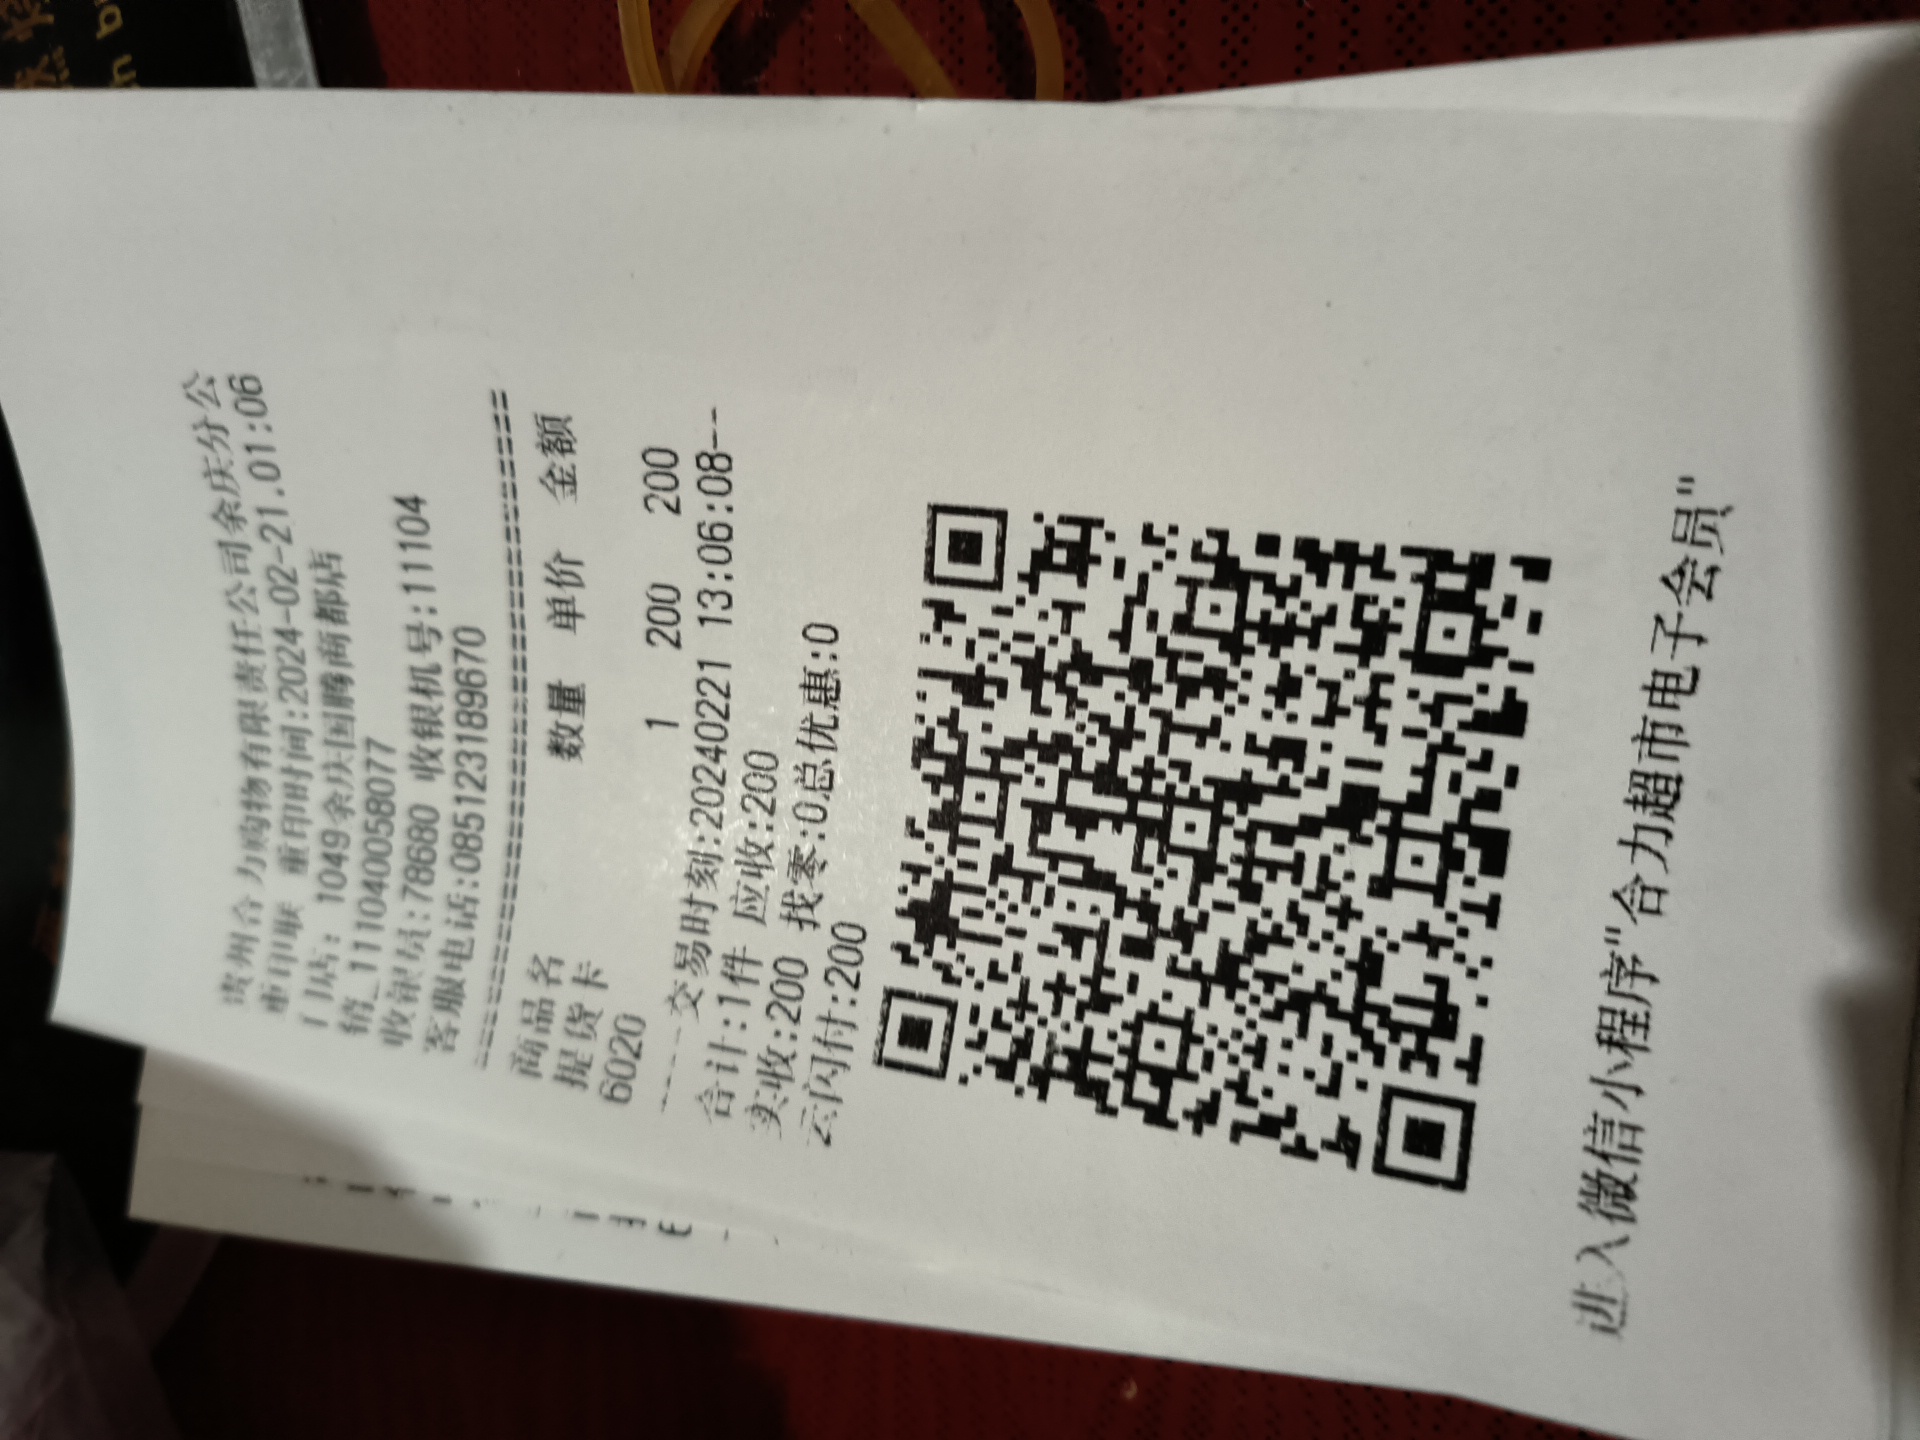 贵州合力购物有限责任公司余庆分公
重印联 重印时间:2024-02-21.01:06
门店: 1049余庆国腾商都店
销_1110400058077
收银员:78680 收银机号:11104
客服电话:085123189670
================================
商品名 数量 单价 金额
提货卡
6020 1 200 200
----交易时刻:20240221 13:06:08---
合计:1件 应收:200
实收:200 找零:0总优惠:0
云闪付:200
进入微信小程序"合力超市电子会员"